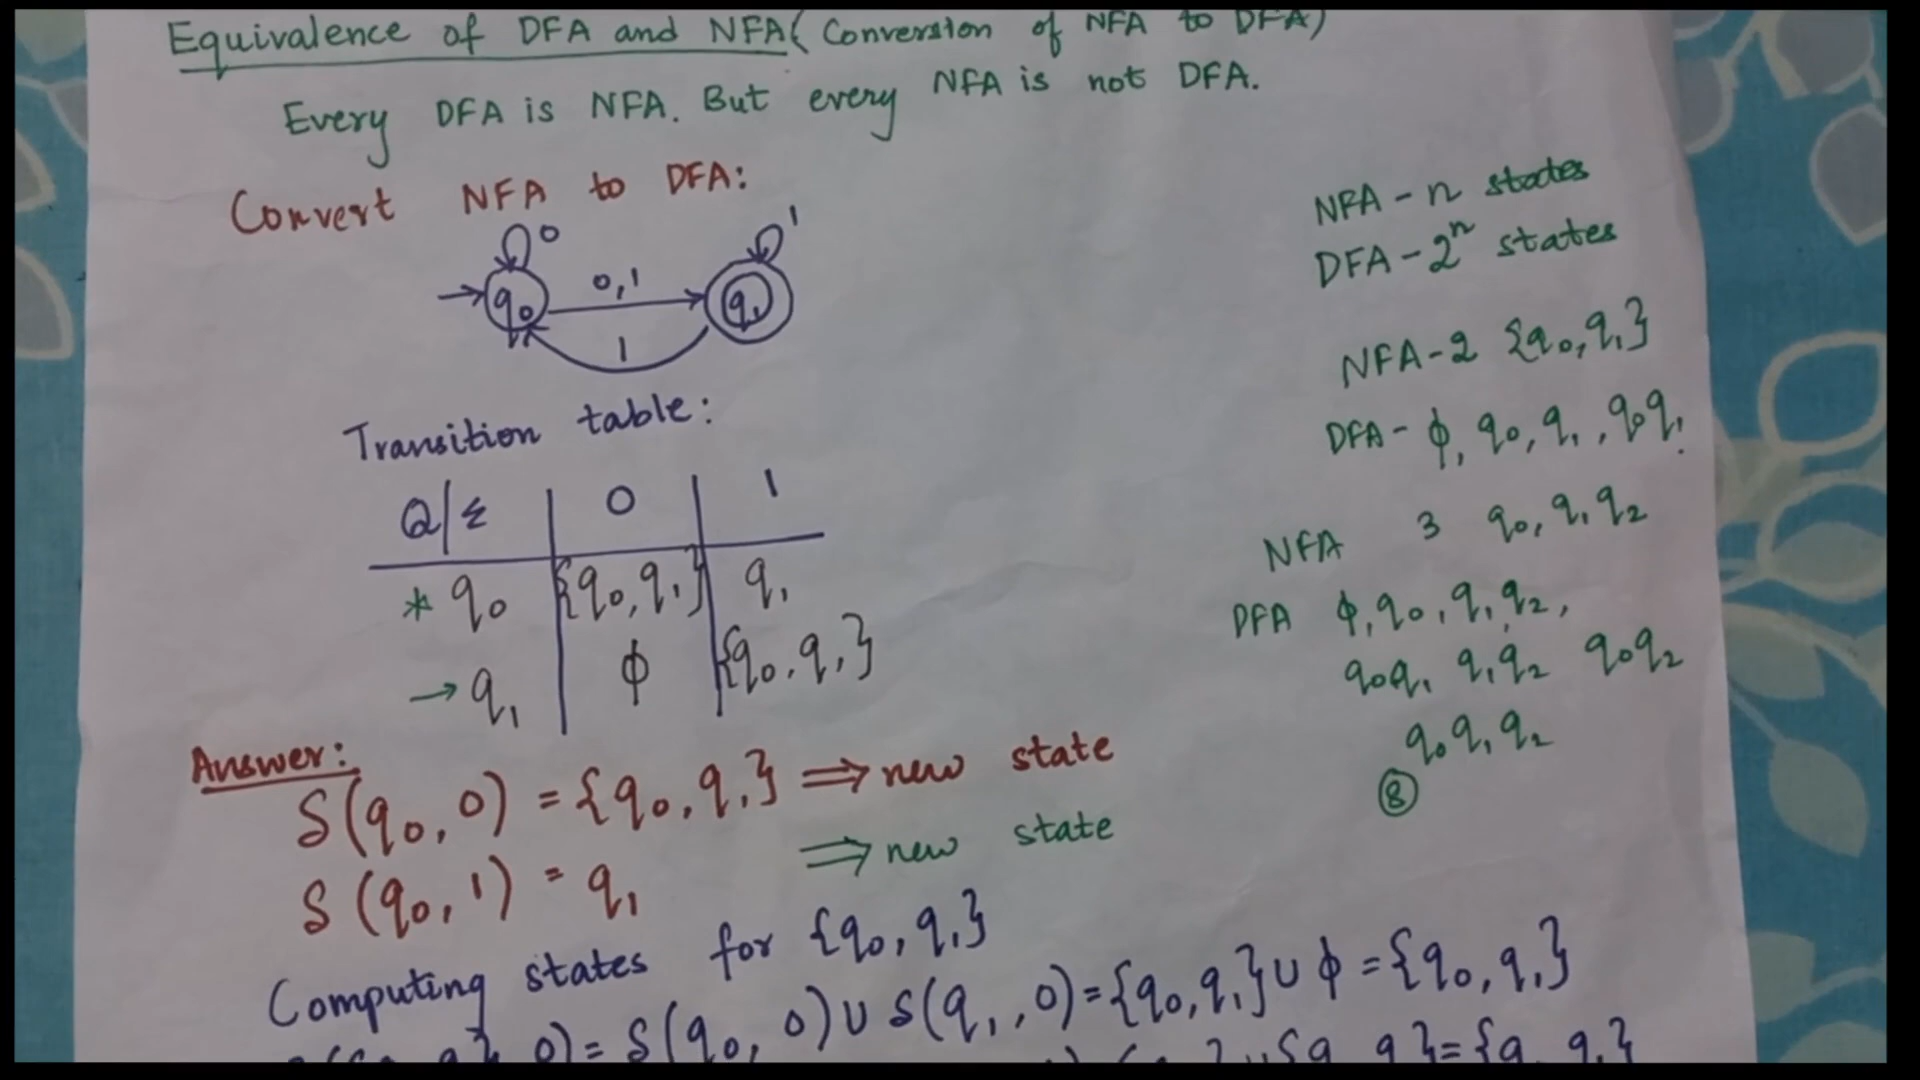 Equivalence of DFA and NFA( Conversion of NFA to DFA)
Every DFA is NFA. But every NFA is not DFA.
Convert NFA to DFA:
0
1
q0
0,1
q1
1
Transition table:
Q/Σ 0 1
* q0 {q0,q1} q1
→ q1 ϕ {q0,q1}
Answer:
δ(q0,0) = {q0,q1} ⟹ new state
δ(q0,1) = q1 ⟹ new state
Computing states for {q0,q1}
0) = δ(q0,0) ∪ δ(q1,0) = {q0,q1} ∪ ϕ = {q0,q1}
NFA - n states
DFA - 2^n states
NFA-2 {q0,q1}
DFA - ϕ, q0, q1, q0q1.
NFA 3 q0, q1 q2
DFA ϕ, q0, q1, q2,
q0q1 q1q2 q0q2
q0q1q2
8